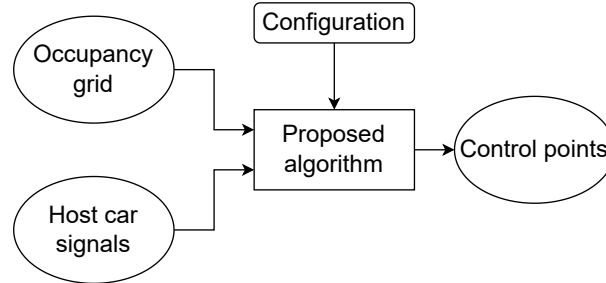 Configuration
Occupancy
grid
Proposed
algorithm
Control points
Host car
signals